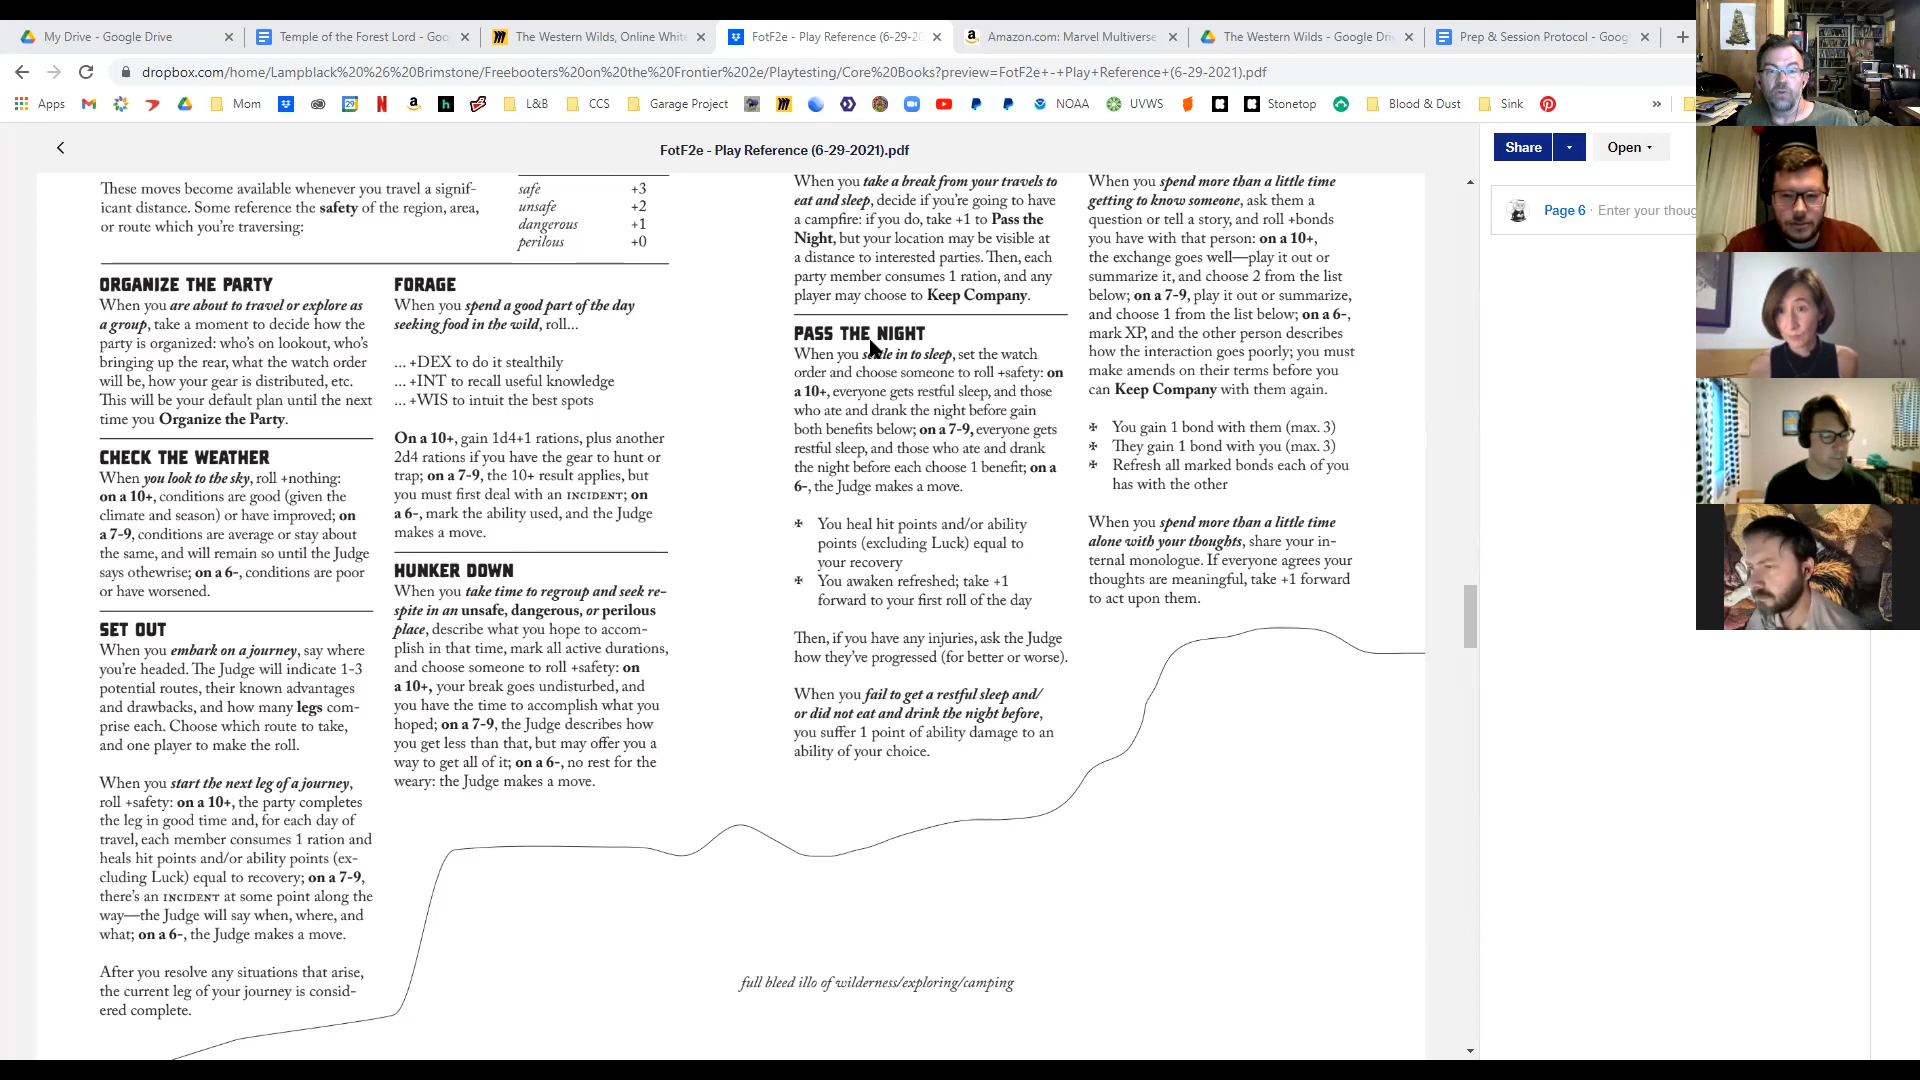 My Drive - Google Drive
Temple of the Forest Lord - Goo
The Western Wilds, Online White
FotF2e - Play Reference (6-29-20
Amazon.com: Marvel Multiverse
The Western Wilds - Google Dri
Prep & Session Protocol - Googl
dropbox.com/home/Lampblack%20%26%20Brimstone/Freebooters%20on%20the%20Frontier%202e/Playtesting/Core%20Books?preview=FotF2e+-+Play+Reference+(6-29-2021).pdf
Apps
Mom
L&B
CCS
Garage Project
NOAA
UVWS
Stonetop
Blood & Dust
Sink
»
FotF2e - Play Reference (6-29-2021).pdf
Share
Open
Page 6 · Enter your thoug
These moves become available whenever you travel a signif-
icant distance. Some reference the safety of the region, area,
or route which you're traversing:
safe +3
unsafe +2
dangerous +1
perilous +0
ORGANIZE THE PARTY
When you are about to travel or explore as
a group, take a moment to decide how the
party is organized: who's on lookout, who's
bringing up the rear, what the watch order
will be, how your gear is distributed, etc.
This will be your default plan until the next
time you Organize the Party.
CHECK THE WEATHER
When you look to the sky, roll +nothing:
on a 10+, conditions are good (given the
climate and season) or have improved; on
a 7-9, conditions are average or stay about
the same, and will remain so until the Judge
says othewrise; on a 6-, conditions are poor
or have worsened.
SET OUT
When you embark on a journey, say where
you're headed. The Judge will indicate 1-3
potential routes, their known advantages
and drawbacks, and how many legs com-
prise each. Choose which route to take,
and one player to make the roll.
When you start the next leg of a journey,
roll +safety: on a 10+, the party completes
the leg in good time and, for each day of
travel, each member consumes 1 ration and
heals hit points and/or ability points (ex-
cluding Luck) equal to recovery; on a 7-9,
there's an INCIDENT at some point along the
way—the Judge will say when, where, and
what; on a 6-, the Judge makes a move.
After you resolve any situations that arise,
the current leg of your journey is consid-
ered complete.
FORAGE
When you spend a good part of the day
seeking food in the wild, roll...
... +DEX to do it stealthily
... +INT to recall useful knowledge
... +WIS to intuit the best spots
On a 10+, gain 1d4+1 rations, plus another
2d4 rations if you have the gear to hunt or
trap; on a 7-9, the 10+ result applies, but
you must first deal with an INCIDENT; on
a 6-, mark the ability used, and the Judge
makes a move.
HUNKER DOWN
When you take time to regroup and seek re-
spite in an unsafe, dangerous, or perilous
place, describe what you hope to accom-
plish in that time, mark all active durations,
and choose someone to roll +safety: on
a 10+, your break goes undisturbed, and
you have the time to accomplish what you
hoped; on a 7-9, the Judge describes how
you get less than that, but may offer you a
way to get all of it; on a 6-, no rest for the
weary: the Judge makes a move.
When you take a break from your travels to
eat and sleep, decide if you're going to have
a campfire: if you do, take +1 to Pass the
Night, but your location may be visible at
a distance to interested parties. Then, each
party member consumes 1 ration, and any
player may choose to Keep Company.
PASS THE NIGHT
When you settle in to sleep, set the watch
order and choose someone to roll +safety: on
a 10+, everyone gets restful sleep, and those
who ate and drank the night before gain
both benefits below; on a 7-9, everyone gets
restful sleep, and those who ate and drank
the night before each choose 1 benefit; on a
6-, the Judge makes a move.
✠ You heal hit points and/or ability
points (excluding Luck) equal to
your recovery
✠ You awaken refreshed; take +1
forward to your first roll of the day
Then, if you have any injuries, ask the Judge
how they've progressed (for better or worse).
When you fail to get a restful sleep and/
or did not eat and drink the night before,
you suffer 1 point of ability damage to an
ability of your choice.
When you spend more than a little time
getting to know someone, ask them a
question or tell a story, and roll +bonds
you have with that person: on a 10+,
the exchange goes well—play it out or
summarize it, and choose 2 from the list
below; on a 7-9, play it out or summarize,
and choose 1 from the list below; on a 6-,
mark XP, and the other person describes
how the interaction goes poorly; you must
make amends on their terms before you
can Keep Company with them again.
✠ You gain 1 bond with them (max. 3)
✠ They gain 1 bond with you (max. 3)
✠ Refresh all marked bonds each of you
has with the other
When you spend more than a little time
alone with your thoughts, share your in-
ternal monologue. If everyone agrees your
thoughts are meaningful, take +1 forward
to act upon them.
full bleed illo of wilderness/exploring/camping